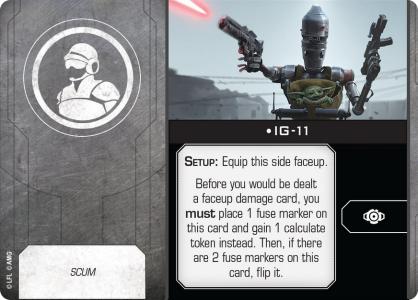 •IG-11
SETUP: Equip this side faceup.
Before you would be dealt
a faceup damage card, you
must place 1 fuse marker on
this card and gain 1 calculate
token instead. Then, if there
are 2 fuse markers on this
card, flip it.
SCUM
© LFL © AMG